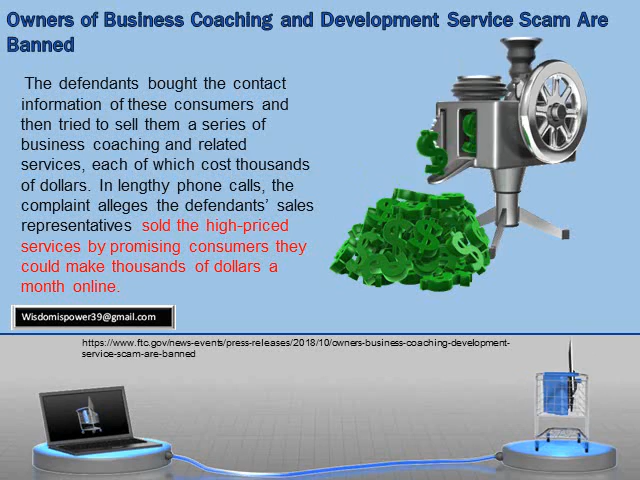 Owners of Business Coaching and Development Service Scam Are
Banned
The defendants bought the contact
information of these consumers and
then tried to sell them a series of
business coaching and related
services, each of which cost thousands
of dollars. In lengthy phone calls, the
complaint alleges the defendants' sales
representatives sold the high-priced
services by promising consumers they
could make thousands of dollars a
month online.
Wisdomispower39@gmail.com
https://www.ftc.gov/news-events/press-releases/2018/10/owners-business-coaching-development-
service-scam-are-banned